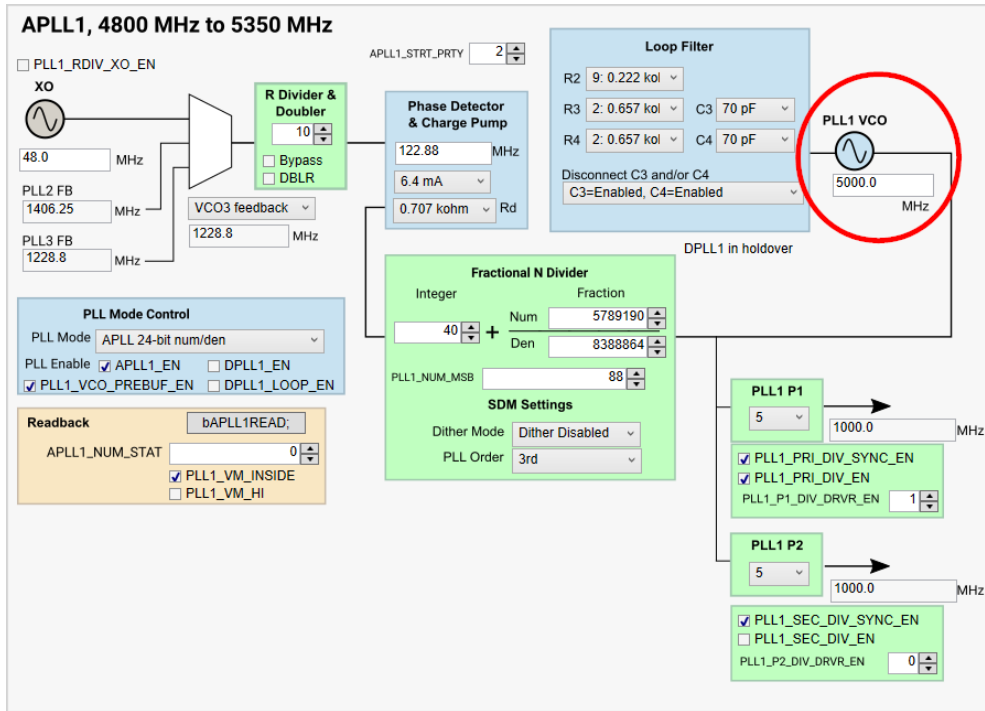 APLL1, 4800 MHz to 5350 MHz
PLL1_RDIV_XO_EN
XO
48.0 MHz
PLL2 FB
1406.25 MHz
PLL3 FB
1228.8 MHz
VCO3 feedback
1228.8 MHz
R Divider &
Doubler
10
Bypass
DBLR
APLL1_STRT_PRTY 2
Phase Detector
& Charge Pump
122.88 MHz
6.4 mA
0.707 kohm Rd
Loop Filter
R2 9: 0.222 kol
R3 2: 0.657 kol C3 70 pF
R4 2: 0.657 kol C4 70 pF
Disconnect C3 and/or C4
C3=Enabled, C4=Enabled
PLL1 VCO
5000.0
MHz
DPLL1 in holdover
Fractional N Divider
Integer Fraction
40 + Num 5789190
Den 8388864
PLL1_NUM_MSB 88
SDM Settings
Dither Mode Dither Disabled
PLL Order 3rd
PLL Mode Control
PLL Mode APLL 24-bit num/den
PLL Enable APLL1_EN DPLL1_EN
PLL1_VCO_PREBUF_EN DPLL1_LOOP_EN
Readback bAPLL1READ;
APLL1_NUM_STAT 0
PLL1_VM_INSIDE
PLL1_VM_HI
PLL1 P1
5
1000.0 MHz
PLL1_PRI_DIV_SYNC_EN
PLL1_PRI_DIV_EN
PLL1_P1_DIV_DRVR_EN 1
PLL1 P2
5
1000.0 MHz
PLL1_SEC_DIV_SYNC_EN
PLL1_SEC_DIV_EN
PLL1_P2_DIV_DRVR_EN 0